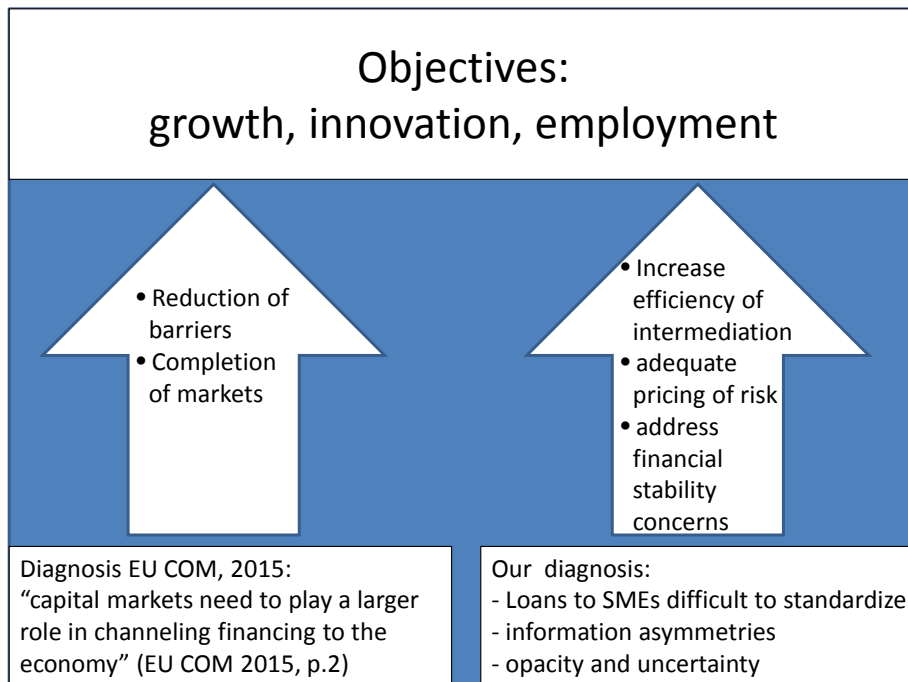 Objectives:
growth, innovation, employment
• Reduction of
barriers
• Completion
of markets
• Increase
efficiency of
intermediation
• adequate
pricing of risk
• address
financial
stability
concerns
Diagnosis EU COM, 2015:
“capital markets need to play a larger
role in channeling financing to the
economy” (EU COM 2015, p.2)
Our diagnosis:
- Loans to SMEs difficult to standardize
- information asymmetries
- opacity and uncertainty